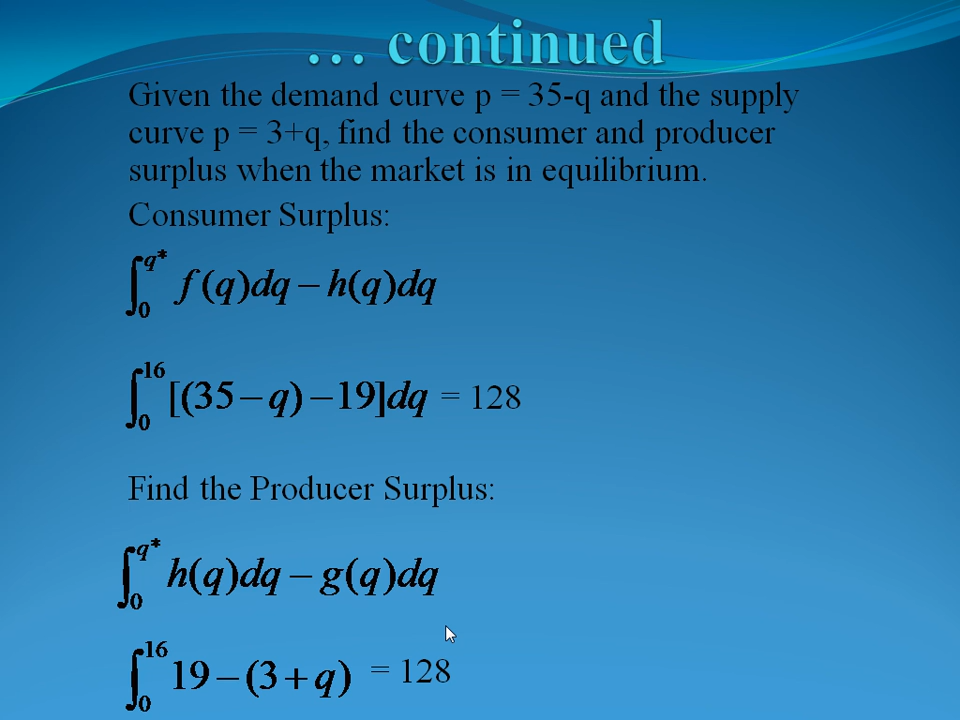 ... continued
Given the demand curve p = 35-q and the supply
curve p = 3+q, find the consumer and producer
surplus when the market is in equilibrium.
Consumer Surplus:
∫₀^{q*} f(q)dq – h(q)dq
∫₀^{16} [(35 – q) – 19]dq = 128
Find the Producer Surplus:
∫₀^{q*} h(q)dq – g(q)dq
∫₀^{16} 19 – (3 + q) = 128